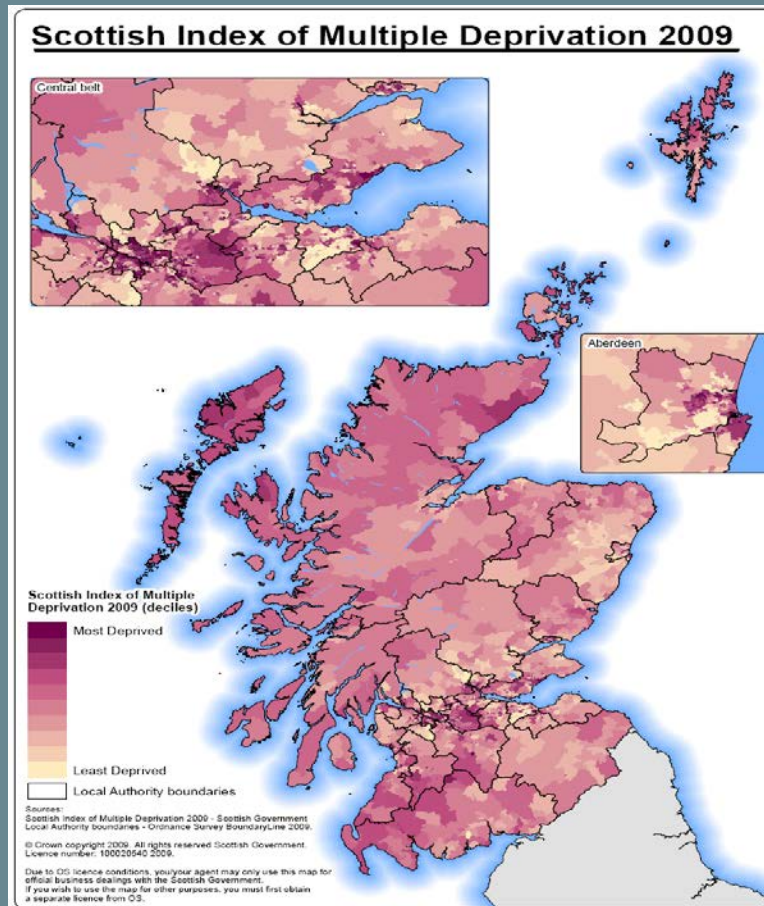 Scottish Index of Multiple Deprivation 2009
Central belt
Aberdeen
Scottish Index of Multiple
Deprivation 2009 (deciles)
Most Deprived
Least Deprived
Local Authority boundaries
Sources:
Scottish Index of Multiple Deprivation 2009 - Scottish Government
Local Authority boundaries - Ordnance Survey BoundaryLine 2009.
© Crown copyright 2009. All rights reserved Scottish Government.
Licence number: 100020540 2009.
Due to OS licence conditions, you/your agent may only use this map for
official business dealings with the Scottish Government.
If you wish to use the map for other purposes, you must first obtain
a separate licence from OS.